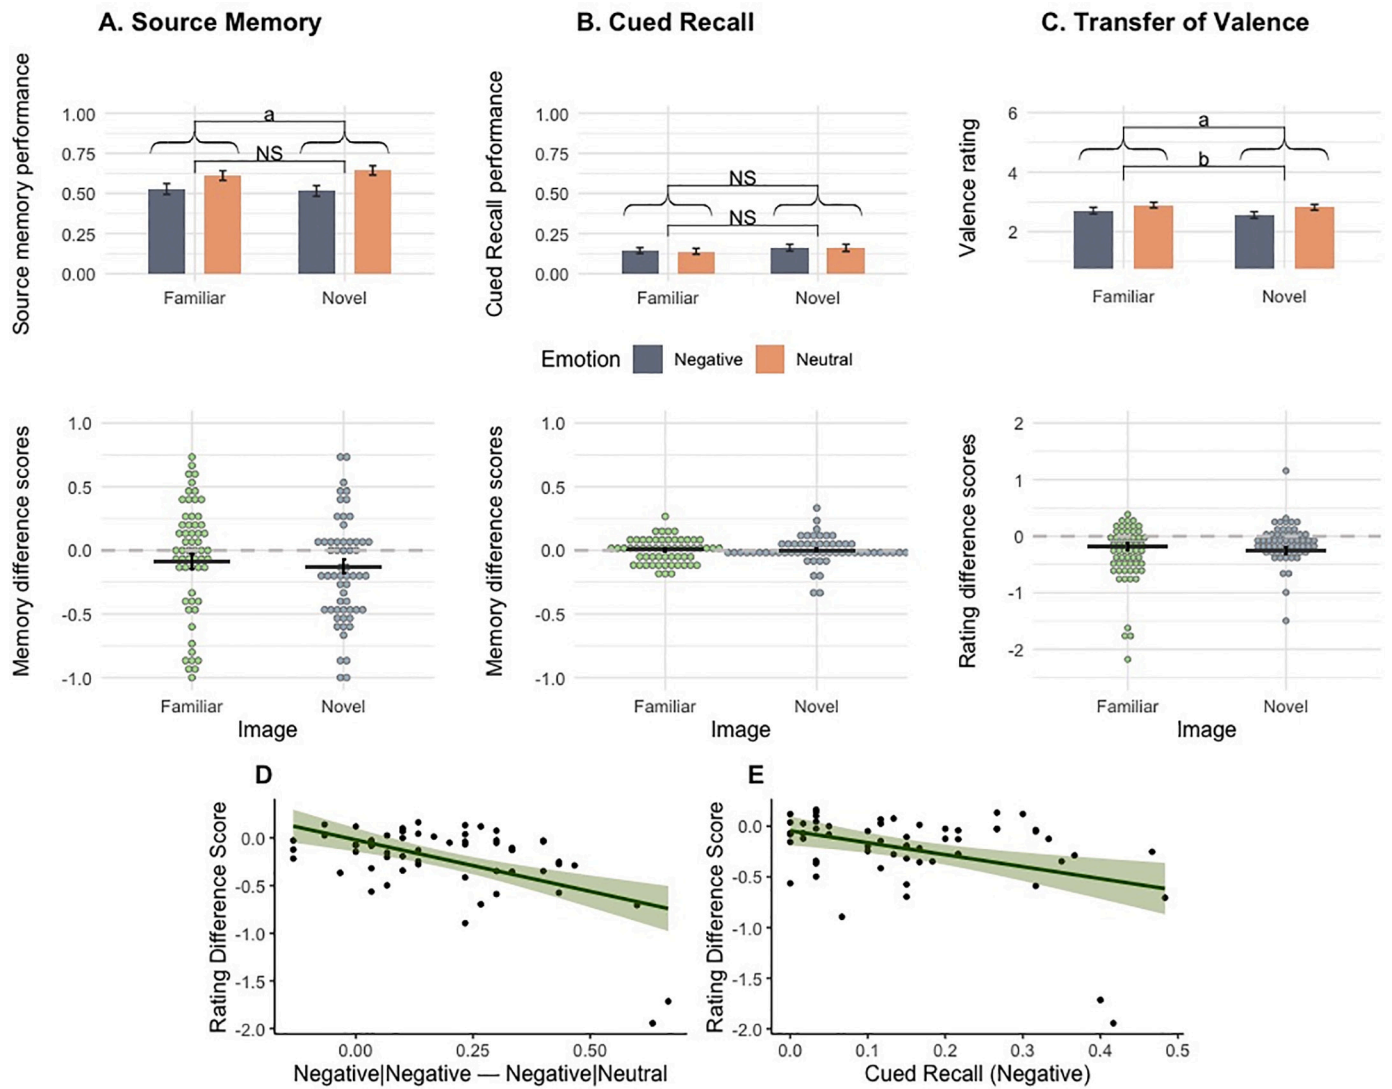 A. Source Memory
B. Cued Recall
C. Transfer of Valence
Source memory performance
1.00
0.75
0.50
0.25
0.00
a
NS
Familiar
Novel
Cued Recall performance
1.00
0.75
0.50
0.25
0.00
NS
NS
Familiar
Novel
Valence rating
6
4
2
a
b
Familiar
Novel
Emotion Negative Neutral
Memory difference scores
1.0
0.5
0.0
-0.5
-1.0
Familiar
Novel
Image
Memory difference scores
1.0
0.5
0.0
-0.5
-1.0
Familiar
Novel
Image
Rating difference scores
2
1
0
-1
-2
Familiar
Novel
Image
D
Rating Difference Score
0.0
-0.5
-1.0
-1.5
-2.0
0.00
0.25
0.50
Negative|Negative — Negative|Neutral
E
Rating Difference Score
0.0
-0.5
-1.0
-1.5
-2.0
0.0
0.1
0.2
0.3
0.4
0.5
Cued Recall (Negative)